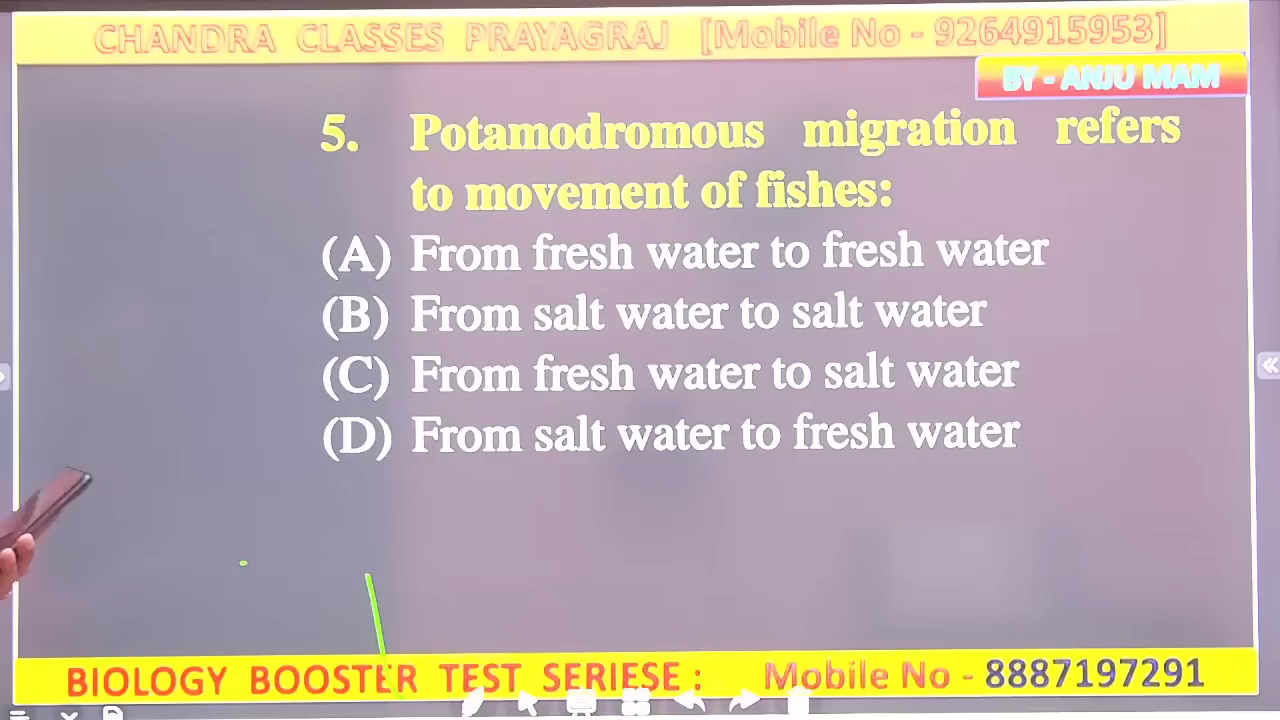 CHANDRA CLASSES PRAYAGRAJ [Mobile No - 9264915953]
BY - ANJU MAM
5. Potamodromous migration refers
to movement of fishes:
(A) From fresh water to fresh water
(B) From salt water to salt water
(C) From fresh water to salt water
(D) From salt water to fresh water
BIOLOGY BOOSTER TEST SERIESE : Mobile No - 8887197291